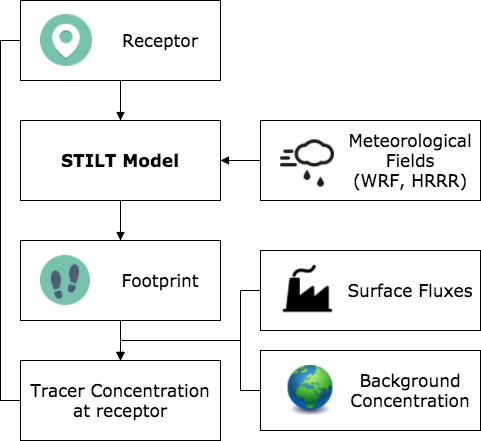 Receptor
STILT Model
Meteorological
Fields
(WRF, HRRR)
Footprint
Surface Fluxes
Tracer Concentration
at receptor
Background
Concentration